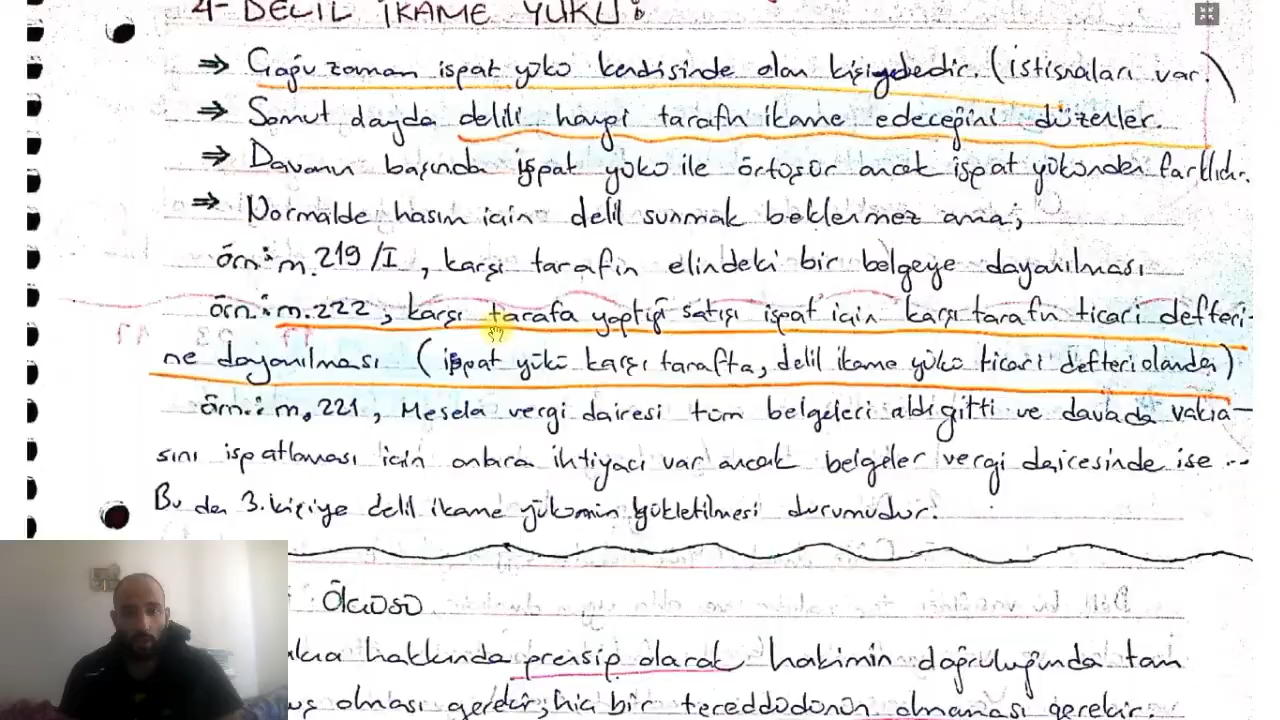 4- DELİL İKAME YÜKÜ:
⇒ Çoğu zaman ispat yükü kendisinde olan kişiyededir. (istisnaları var.)
⇒ Somut olayda delili hangi tarafın ikame edeceğini düzenler.
⇒ Davanın başında ispat yükü ile örtüşür ancak ispat yükünden farklıdır.
⇒ Normalde hasım için delil sunmak beklenmez ama;
örn: m.219/I, karşı tarafın elindeki bir belgeye dayanılması
örn: m.222, karşı tarafa yaptığı satışı ispat için karşı tarafın ticari defteri-
ne dayanılması (ispat yükü karşı tarafta, delil ikame yükü ticari defteri olanda)
örn: m.221, Mesela vergi dairesi tüm belgeleri aldı gitti ve davada vakıa-
sını ispatlaması için onlara ihtiyacı var ancak belgeler vergi dairesinde ise...
Bu da 3.kişiye delil ikame yükünün yükletilmesi durumudur.
Ölçüsü
hakkında prensip olarak hakimin doğruluğunda tam
olması gerekir, hiç bir tereddüdünün olmaması gerekir.